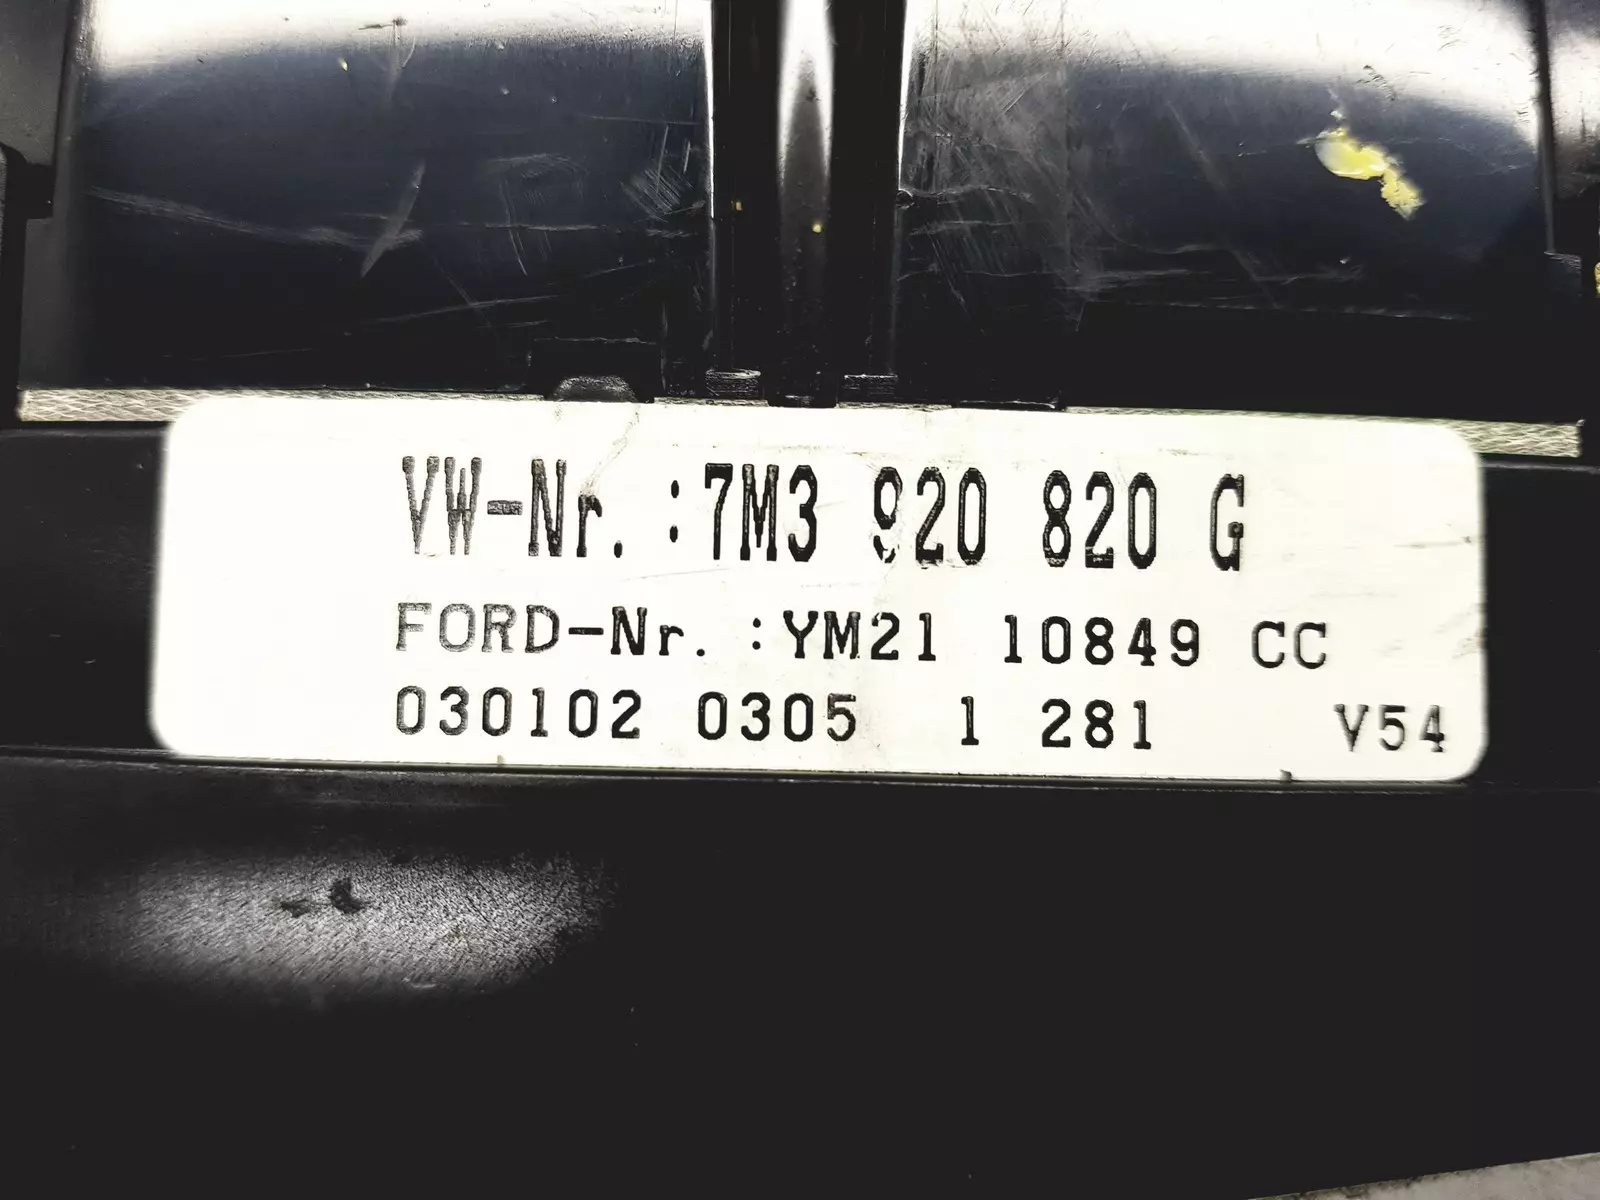 VW-Nr. :7M3 920 820 G
FORD-Nr. :YM21 10849 CC
030102 0305 1 281 V54